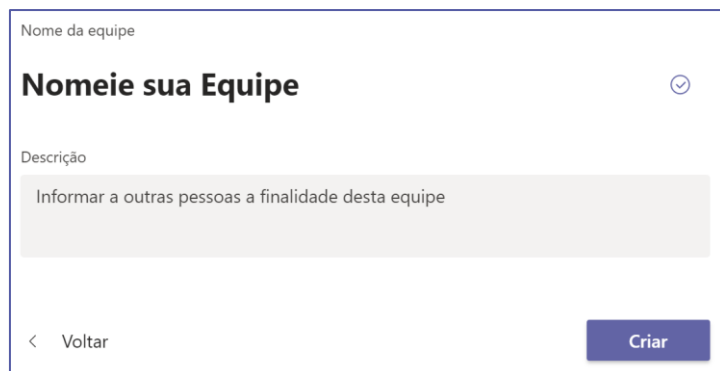 Nome da equipe
Nomeie sua Equipe
Descrição
Informar a outras pessoas a finalidade desta equipe
< Voltar
Criar